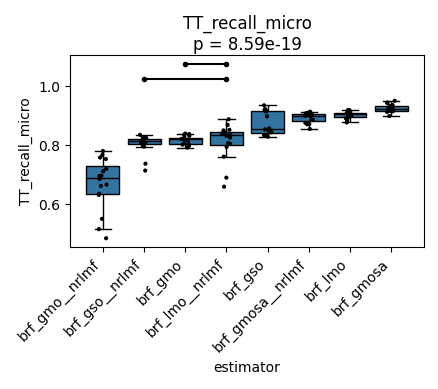 TT_recall_micro
p = 8.59e-19
TT_recall_micro
1.0
0.8
0.6
brf_gmo__nrlmf
brf_gso__nrlmf
brf_gmo
brf_lmo__nrlmf
brf_gso
brf_gmosa__nrlmf
brf_lmo
brf_gmosa
estimator